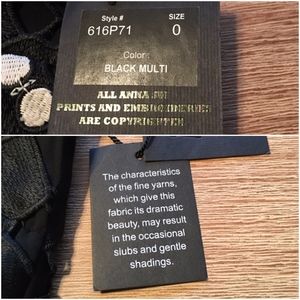 Style #
SIZE
616P71
0
Color
BLACK MULTI
ALL ANNA SUI
PRINTS AND EMBROIDERIES
ARE COPYRIGHTED
The characteristics
of the fine yarns,
which give this
fabric its dramatic
beauty, may result
in the occasional
slubs and gentle
shadings.